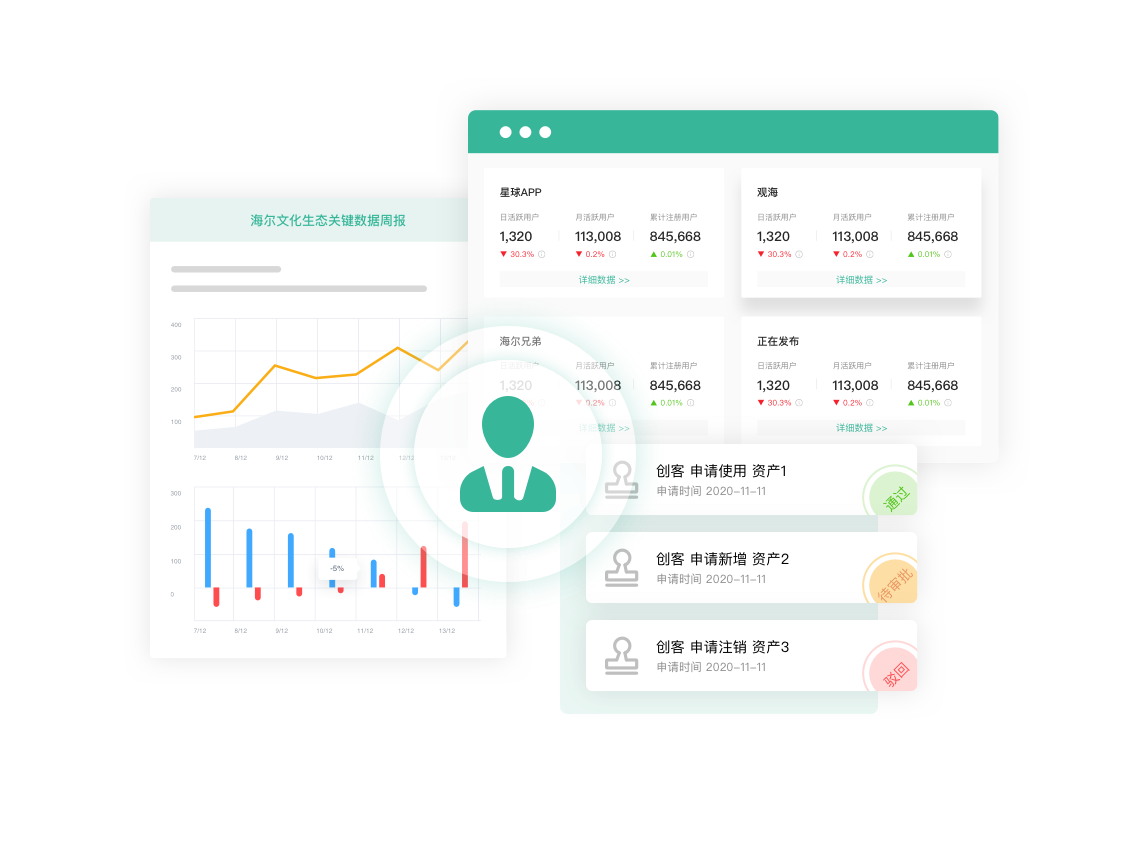 海尔文化生态关键数据周报
400
300
200
100
7/12 8/12 9/12 10/12 11/12 12/12
300
200
100
0
-5%
7/12 8/12 9/12 10/12 11/12 12/12 13/12
星球APP
日活跃用户 月活跃用户 累计注册用户
1,320 113,008 845,668
▼ 30.3% ▼ 0.2% ▲ 0.01%
详细数据 >>
观海
日活跃用户 月活跃用户 累计注册用户
1,320 113,008 845,668
▼ 30.3% ▼ 0.2% ▲ 0.01%
详细数据 >>
海尔兄弟
日活跃用户 月活跃用户 累计注册用户
1,320 113,008 845,668
▼ 0.2% ▲ 0.01%
详细数据 >>
正在发布
日活跃用户 月活跃用户 累计注册用户
1,320 113,008 845,668
▼ 30.3% ▼ 0.2% ▲ 0.01%
详细数据 >>
创客 申请使用 资产1
申请时间 2020-11-11
通过
创客 申请新增 资产2
申请时间 2020-11-11
待审批
创客 申请注销 资产3
申请时间 2020-11-11
驳回